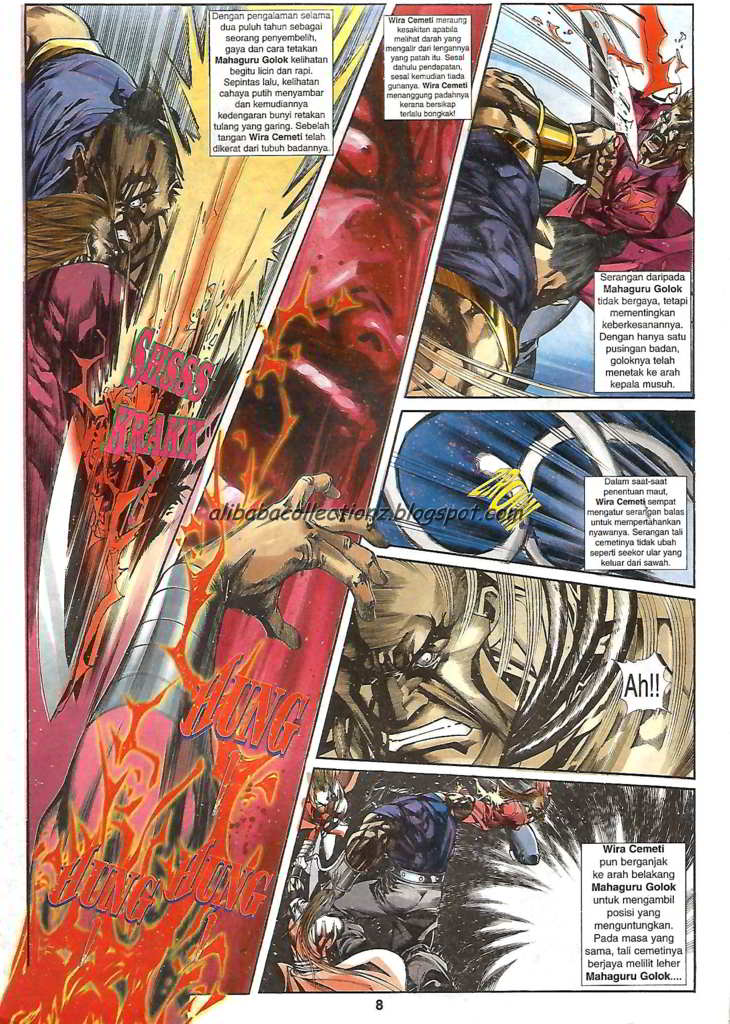 Dengan pengalaman selama
dua puluh tahun sebagai
seorang penyembelih,
gaya dan cara tetakan
Mahaguru Golok kelihatan
begitu licin dan rapi.
Sepintas lalu, kelihatan
cahaya putih menyambar
dan kemudiannya
kedengaran bunyi retakan
tulang yang garing. Sebelah
tangan Wira Cemeti telah
dikerat dari tubuh badannya.
Wira Cemeti meraung
kesakitan apabila
melihat darah yang
mengalir dari lengannya
yang patah itu. Sesal
dahulu pendapatan,
sesal kemudian tiada
gunanya. Wira Cemeti
menanggung padahnya
kerana bersikap
terlalu bongkak!
Serangan daripada
Mahaguru Golok
tidak bergaya, tetapi
mementingkan
keberkesanannya.
Dengan hanya satu
pusingan badan,
goloknya telah
menetak ke arah
kepala musuh.
SESSS
KRAKK
alibabacollectionz.blogspot.com
Dalam saat-saat
penentuan maut,
Wira Cemeti sempat
mengatur serangan balas
untuk mempertahankan
nyawanya. Serangan tali
cemetinya tidak ubah
seperti seekor ular yang
keluar dari sawah.
Ah!!
HUNG
HUNG
HUNG
Wira Cemeti
pun berganjak
ke arah belakang
Mahaguru Golok
untuk mengambil
posisi yang
menguntungkan.
Pada masa yang
sama, tali cemetinya
berjaya melilit leher
Mahaguru Golok....
8